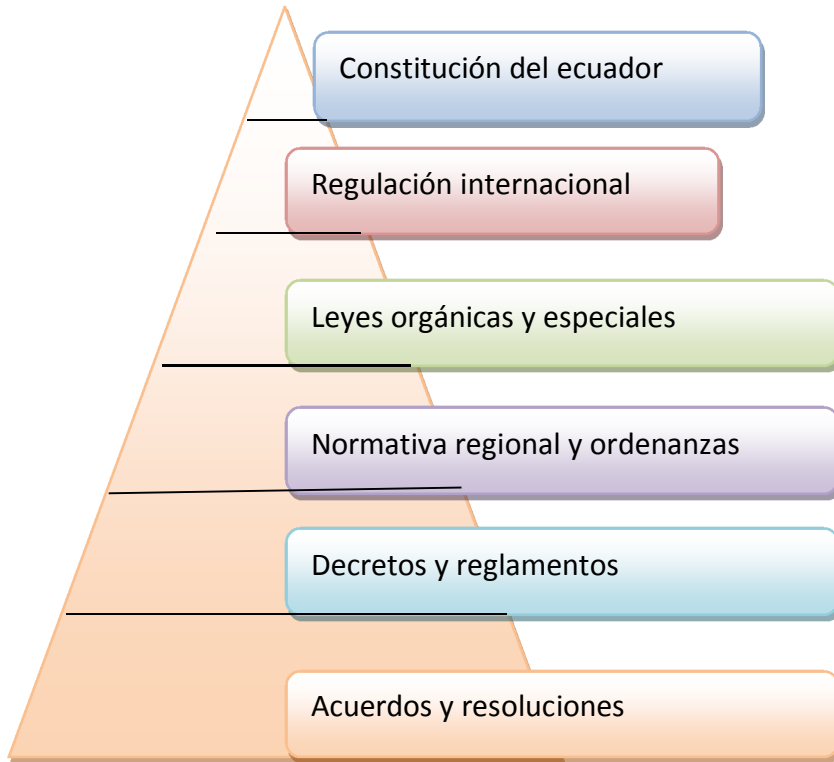 Constitución del ecuador
Regulación internacional
Leyes orgánicas y especiales
Normativa regional y ordenanzas
Decretos y reglamentos
Acuerdos y resoluciones